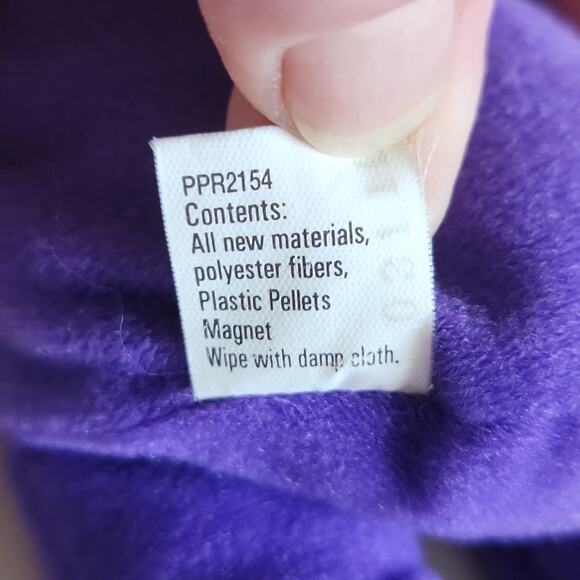 PPR2154
Contents:
All new materials,
polyester fibers,
Plastic Pellets
Magnet
Wipe with damp cloth.